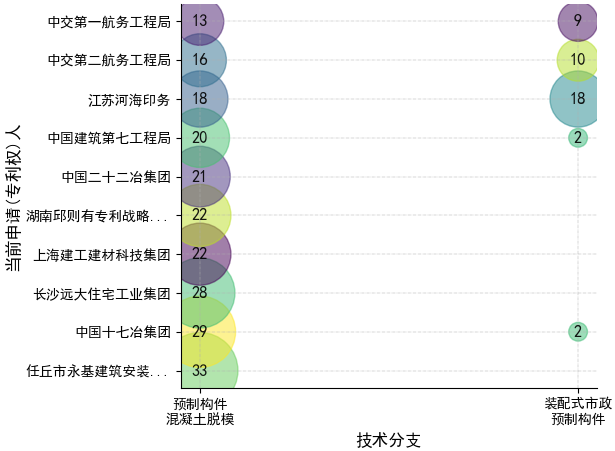 中交第一航务工程局 13 9
中交第二航务工程局 16 10
江苏河海印务 18 18
中国建筑第七工程局 20 2
中国二十二冶集团 21
湖南邱则有专利战略... 22
上海建工建材科技集团 22
长沙远大住宅工业集团 28
中国十七冶集团 29 2
任丘市永基建筑安装... 33
当前申请(专利权)人
预制构件 装配式市政
混凝土脱模 预制构件
技术分支